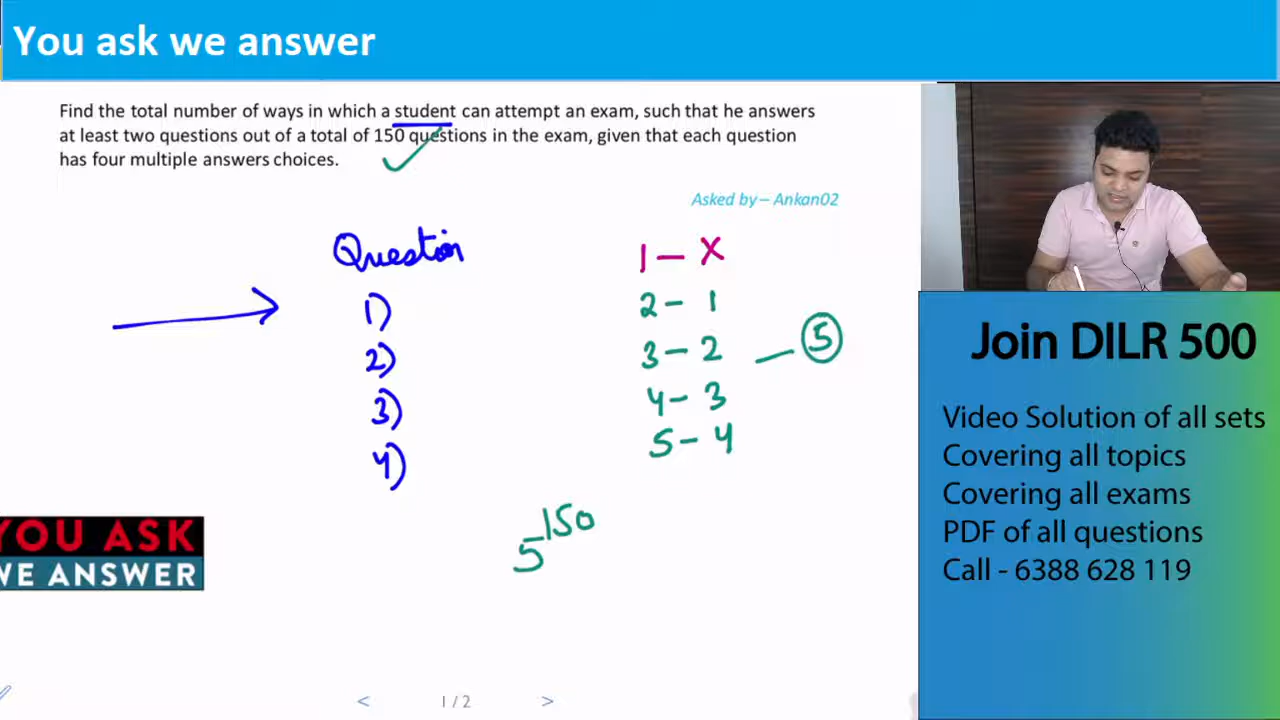 You ask we answer
Find the total number of ways in which a student can attempt an exam, such that he answers
at least two questions out of a total of 150 questions in the exam, given that each question
has four multiple answers choices.
Asked by – Ankan02
Question
1)
2)
3)
4)
1 – X
2 – 1
3 – 2
4 – 3
5 – 4
– 5
5^150
YOU ASK
WE ANSWER
< 1 / 2 >
Join DILR 500
Video Solution of all sets
Covering all topics
Covering all exams
PDF of all questions
Call - 6388 628 119